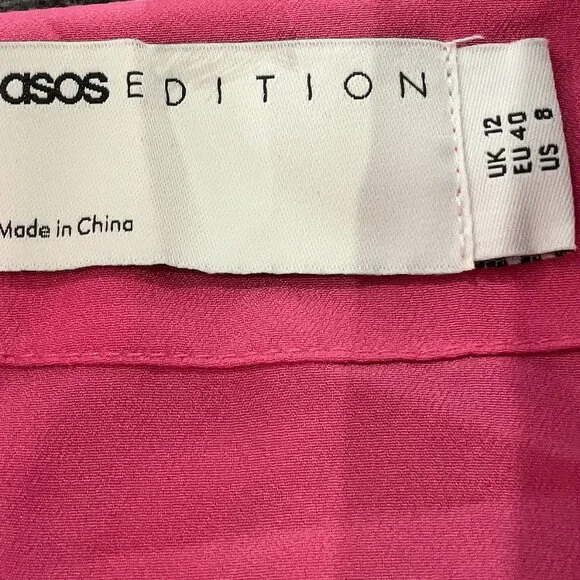 asos EDITION
Made in China
UK 12
EU 40
US 8